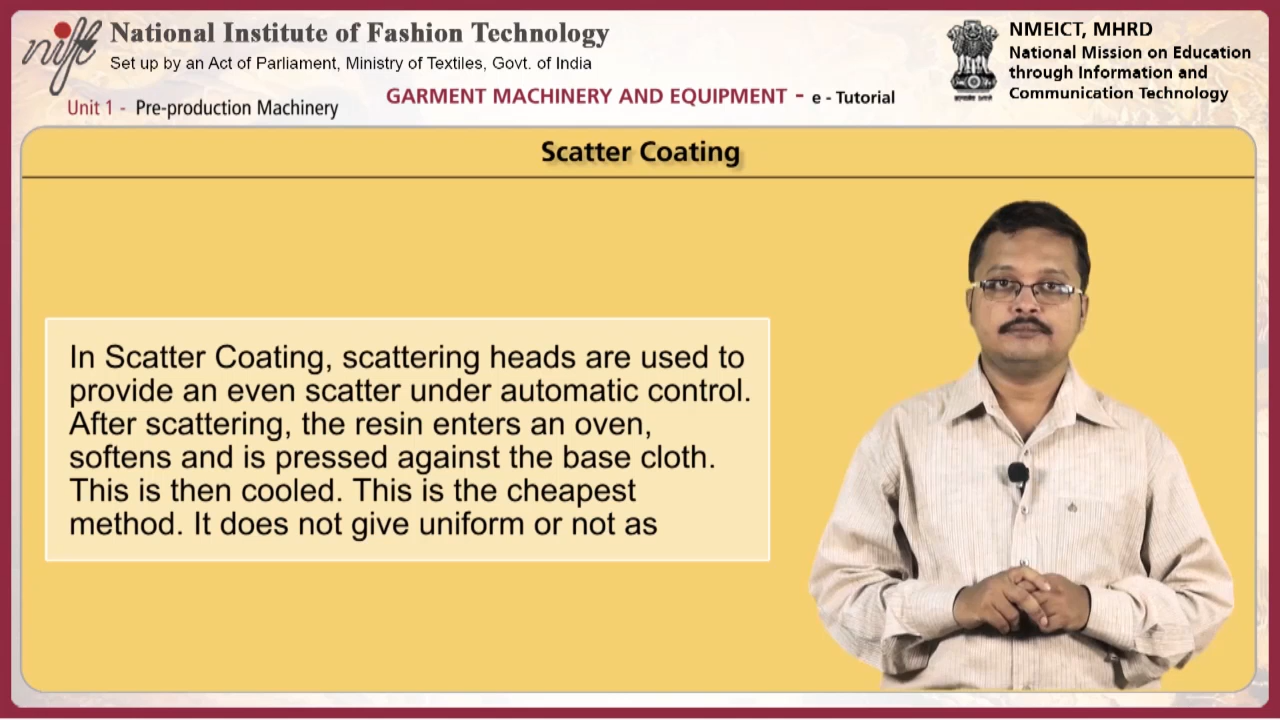 nift
National Institute of Fashion Technology
Set up by an Act of Parliament, Ministry of Textiles, Govt. of India
Unit 1 - Pre-production Machinery
GARMENT MACHINERY AND EQUIPMENT - e - Tutorial
NMEICT, MHRD
National Mission on Education
through Information and
Communication Technology
Scatter Coating
In Scatter Coating, scattering heads are used to
provide an even scatter under automatic control.
After scattering, the resin enters an oven,
softens and is pressed against the base cloth.
This is then cooled. This is the cheapest
method. It does not give uniform or not as